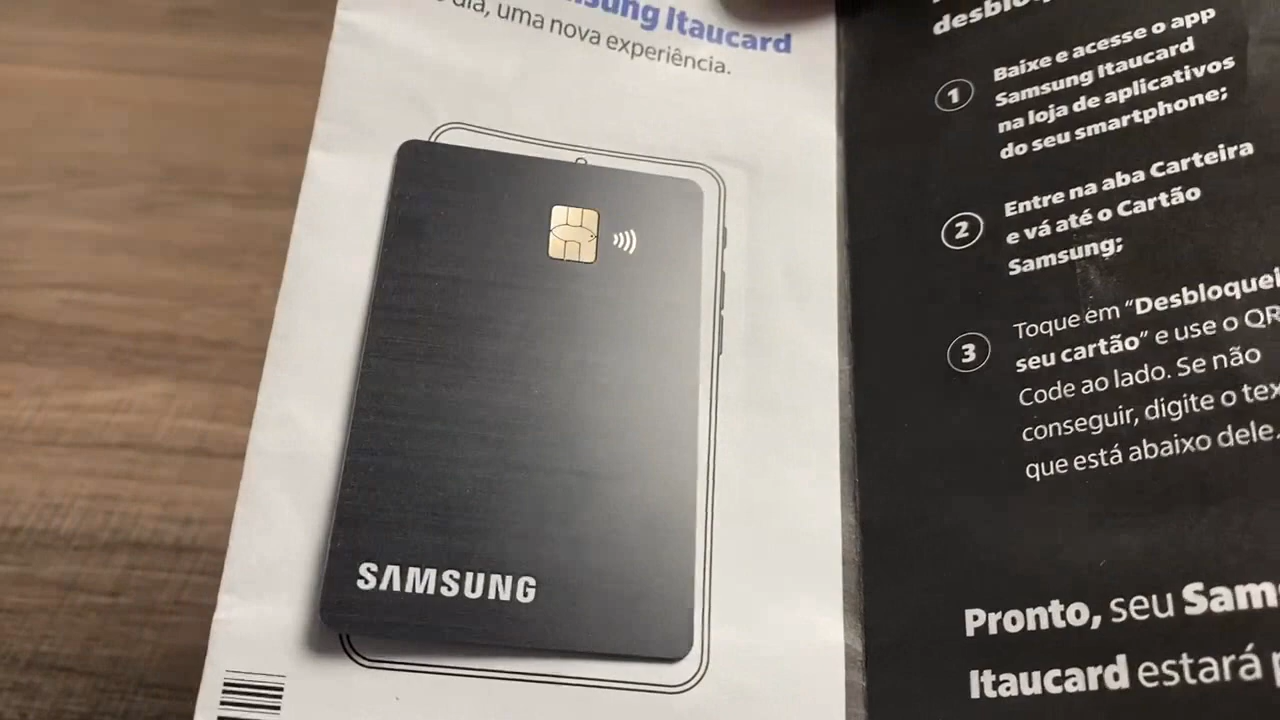 Itaucard
dia, uma nova experiência.
SAMSUNG
1
Baixe e acesse o app
Samsung Itaucard
na loja de aplicativos
do seu smartphone;
2
Entre na aba Carteira
e vá até o Cartão
Samsung;
3
Toque em “Desbloquei
seu cartão” e use o QR
Code ao lado. Se não
conseguir, digite o tex
que está abaixo dele.
Pronto, seu Sams
Itaucard estará